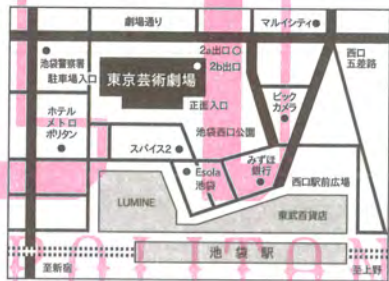 劇場通り
マルイシティ
池袋警察署
2a出口
西口
五差路
駐車場入口
東京芸術劇場
2b出口
正面入口
ビック
カメラ
ホテル
メトロ
ポリタン
池袋西口公園
スパイス2
みずほ
銀行
Esola
池袋
西口駅前広場
LUMINE
東武百貨店
池袋駅
至新宿
至上野
POLITAN